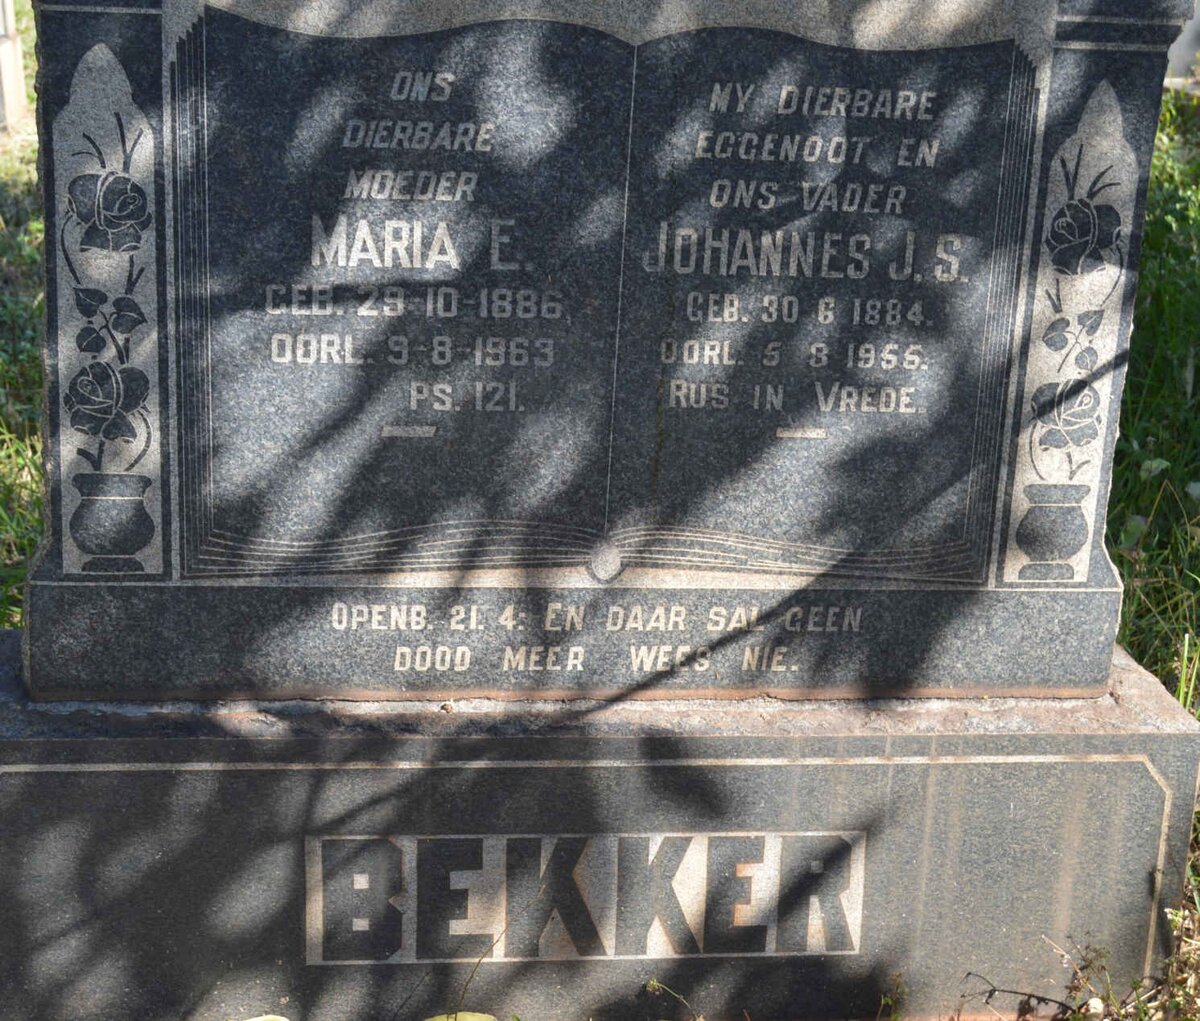 ONS
DIERBARE
MOEDER
MARIA E.
GEB. 29-10-1886,
OORL. 9-8-1963
PS. 121.
MY DIERBARE
EGGENOOT EN
ONS VADER
JOHANNES J. S.
GEB. 30 6 1884.
OORL. 5 8 1955.
RUS IN VREDE.
OPENB. 21. 4: EN DAAR SAL GEEN
DOOD MEER WEES NIE.
BEKKER